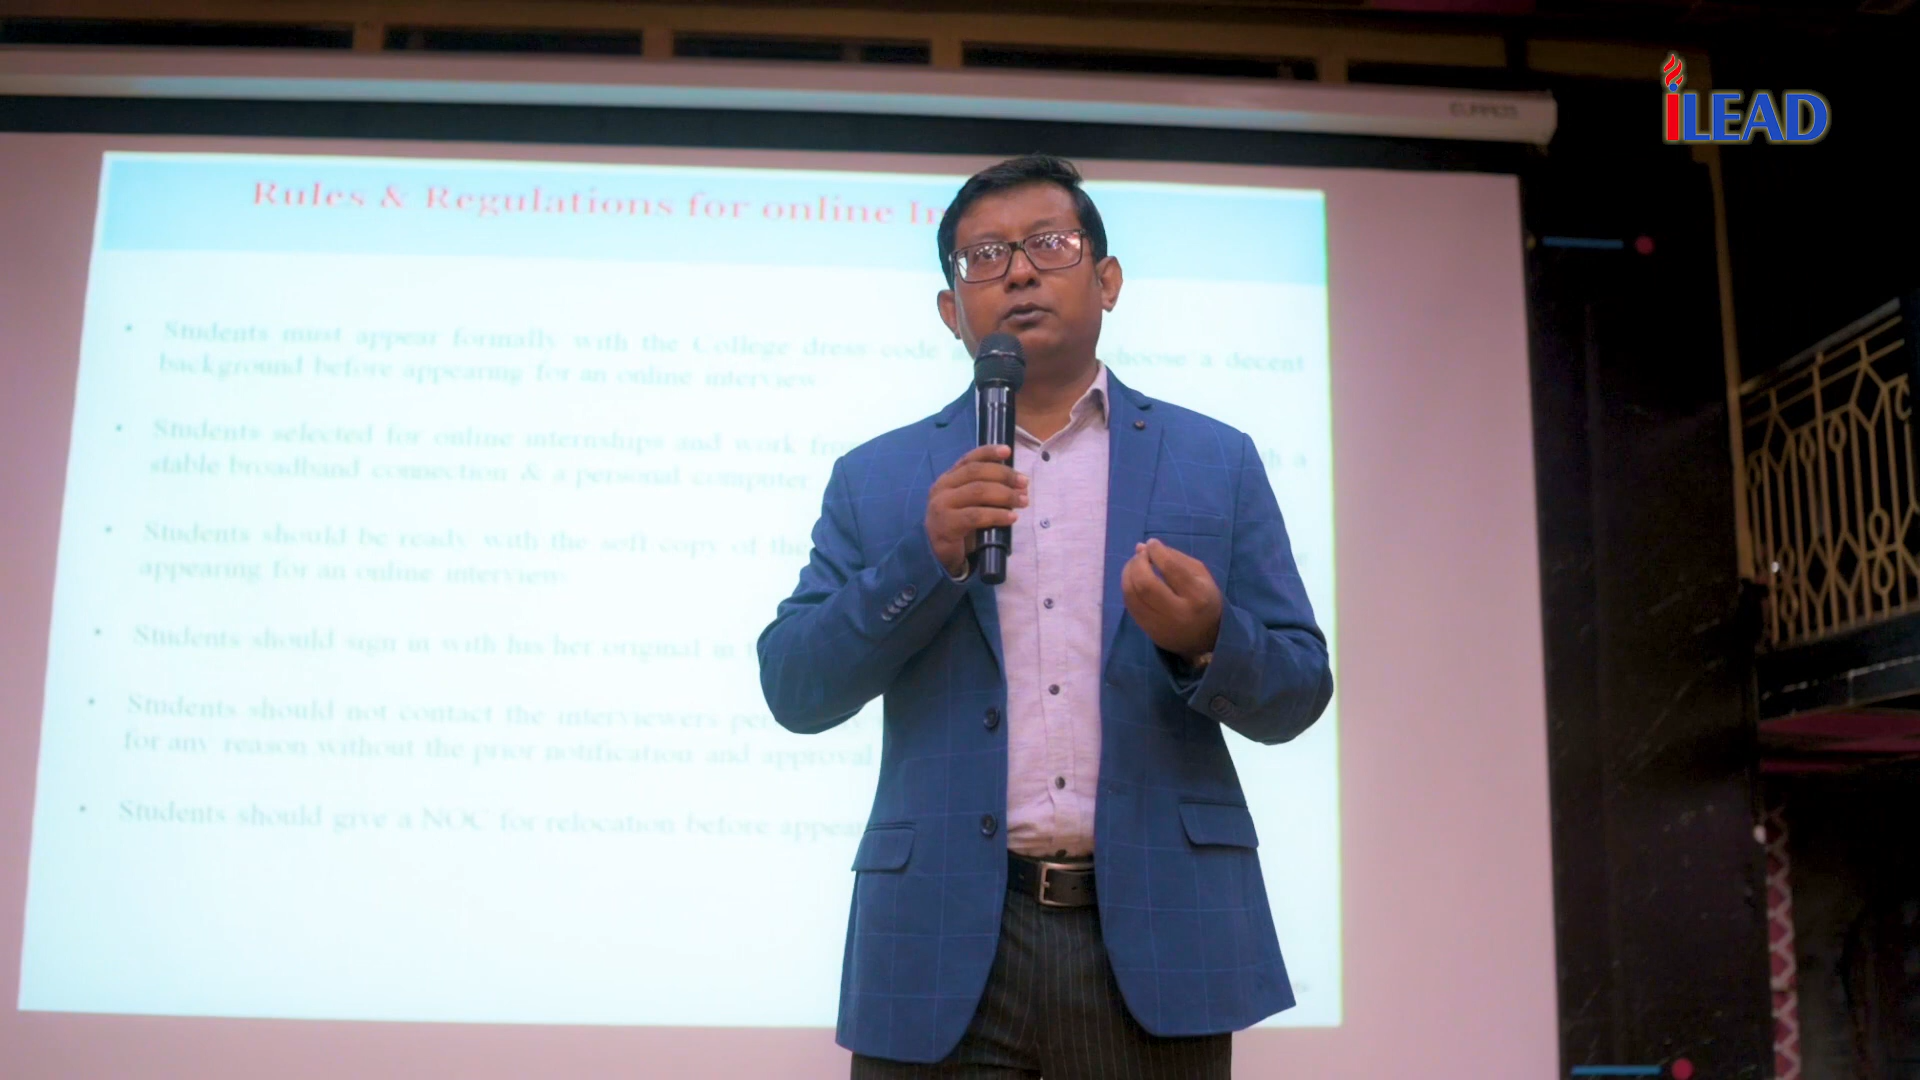 iLEAD
Rules & Regulations for online In
Students must appear formally with the College dress code choose a decent
background before appearing for an online interview.
Students selected for online internships and work from a
stable broadband connection & a personal computer.
Students should be ready with the soft copy of the
appearing for an online interview
Students should sign in with his her original in
Students should not contact the interviewers
for any reason without the prior notification and approval
Students should give a NOC for relocation before